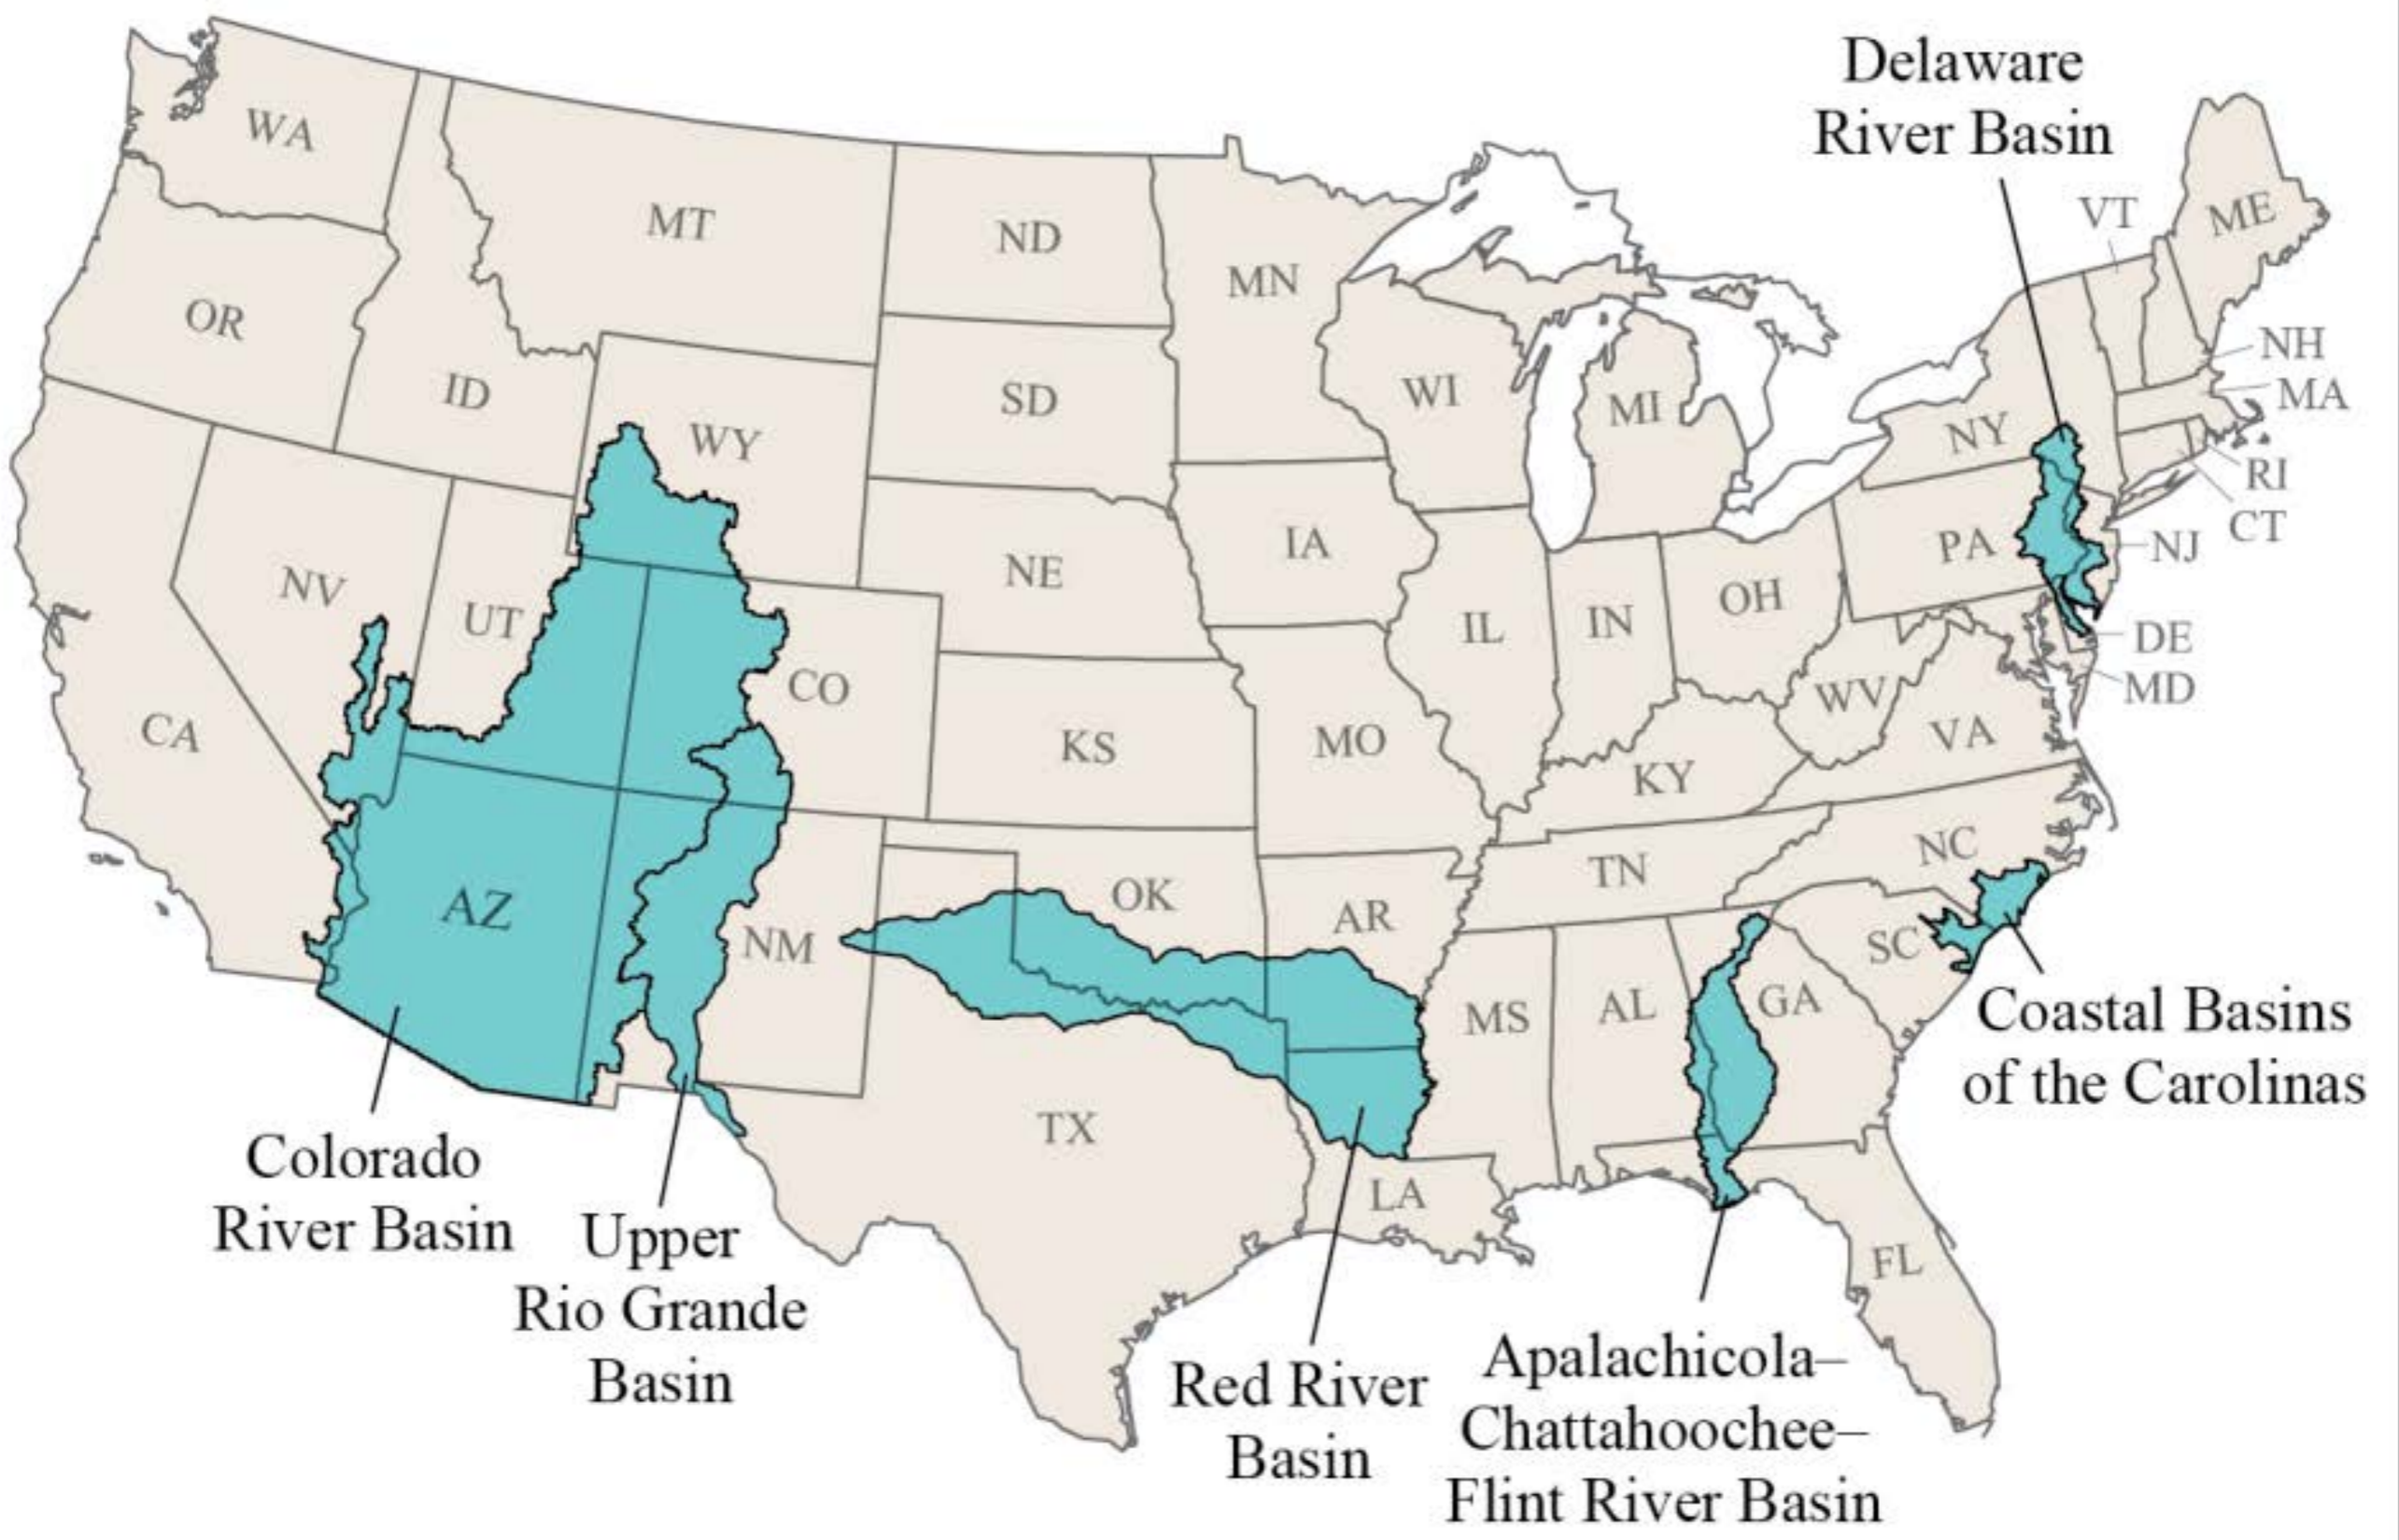 Delaware
River Basin
WA
MT
ND
MN
VT
ME
OR
ID
SD
WI
MI
NH
MA
WY
NY
RI
CT
NE
IA
PA
NJ
NV
UT
IL
IN
OH
DE
MD
CO
WV
CA
KS
MO
VA
KY
NC
AZ
OK
TN
NM
AR
SC
MS
AL
GA
Coastal Basins
of the Carolinas
TX
Colorado
River Basin
LA
Upper
Rio Grande
Basin
FL
Red River
Basin
Apalachicola–
Chattahoochee–
Flint River Basin